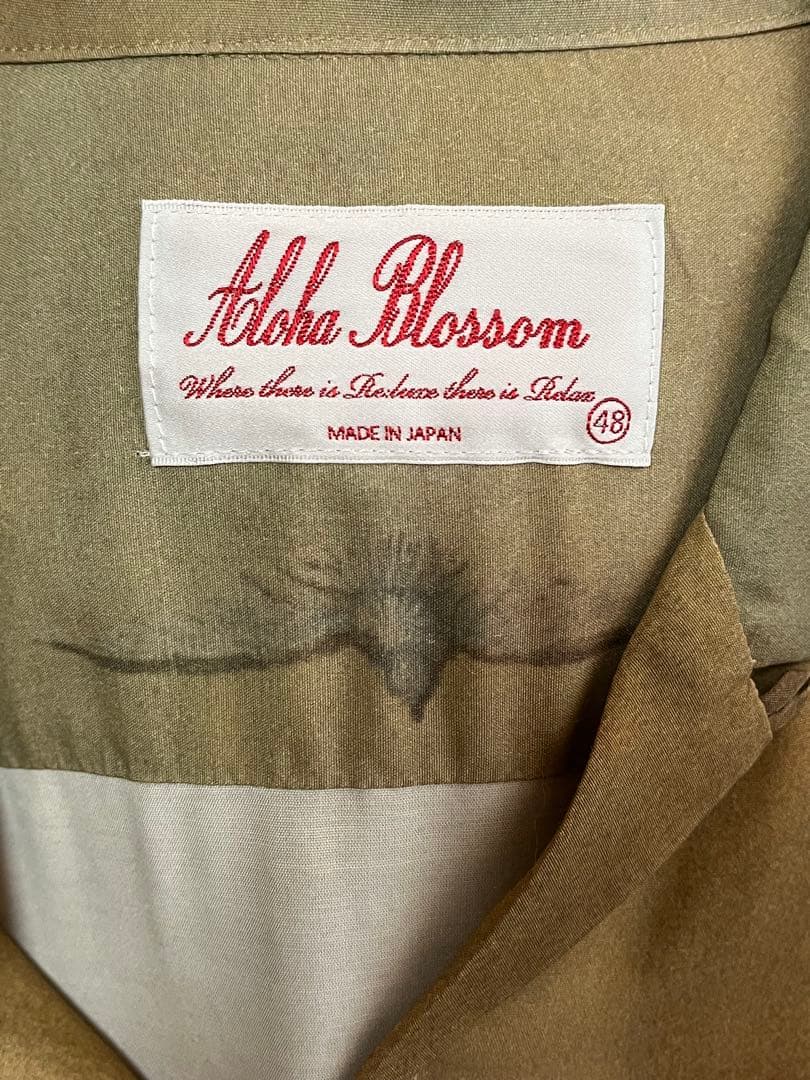 Aloha Blossom
Where there is Re:luxe there is Relax
48
MADE IN JAPAN